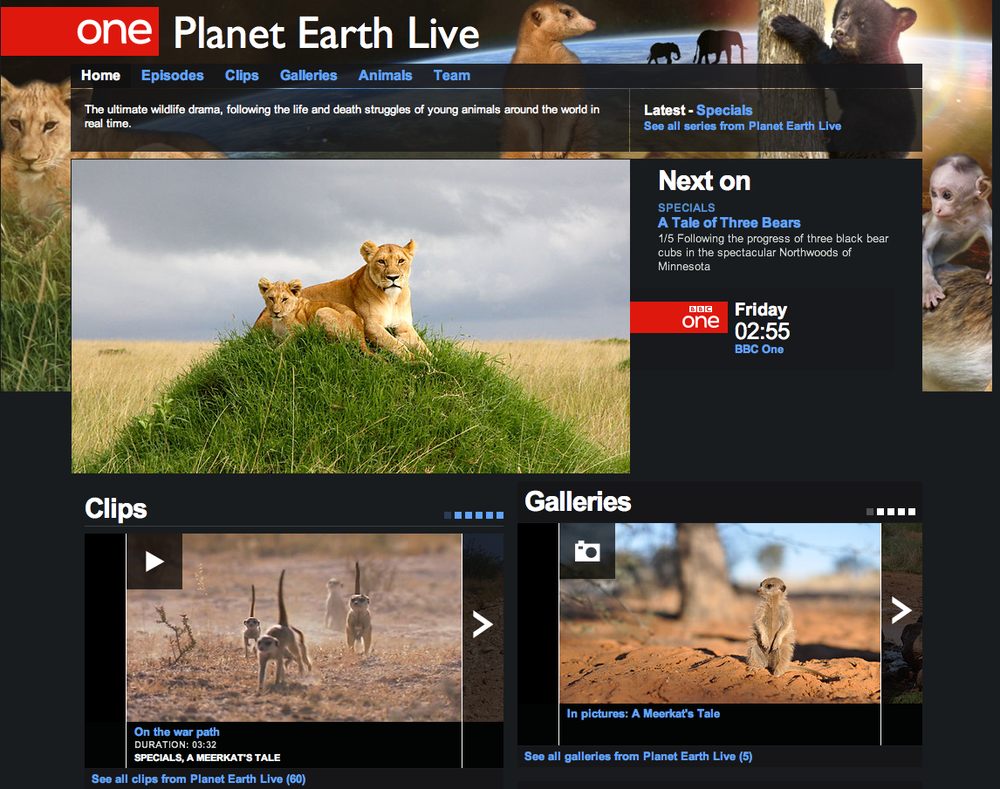 one Planet Earth Live
Home Episodes Clips Galleries Animals Team
The ultimate wildlife drama, following the life and death struggles of young animals around the world in
real time.
Latest - Specials
See all series from Planet Earth Live
Next on
SPECIALS
A Tale of Three Bears
1/5 Following the progress of three black bear
cubs in the spectacular Northwoods of
Minnesota
BBC
one
Friday
02:55
BBC One
Clips
On the war path
DURATION: 03:32
SPECIALS, A MEERKAT'S TALE
See all clips from Planet Earth Live (60)
Galleries
In pictures: A Meerkat's Tale
See all galleries from Planet Earth Live (5)